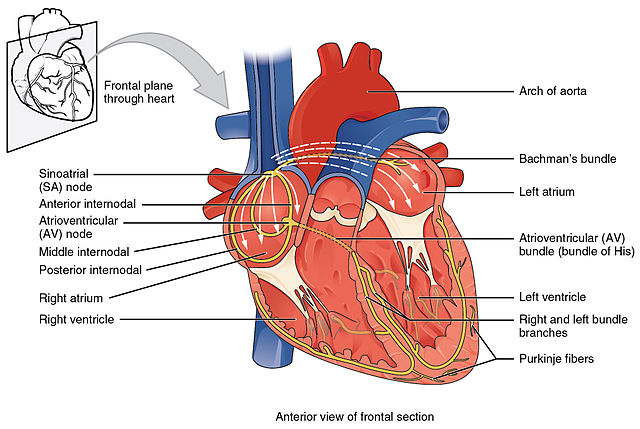 Frontal plane
through heart
Arch of aorta
Bachman's bundle
Left atrium
Atrioventricular (AV)
bundle (bundle of His)
Left ventricle
Right and left bundle
branches
Purkinje fibers
Sinoatrial
(SA) node
Anterior internodal
Atrioventricular
(AV) node
Middle internodal
Posterior internodal
Right atrium
Right ventricle
Anterior view of frontal section